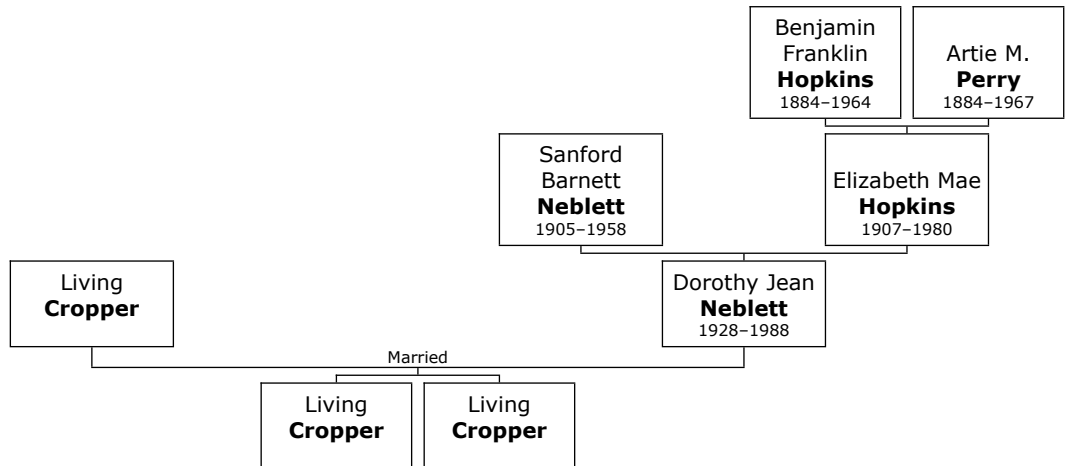 Benjamin
Franklin
Hopkins
1884–1964
Artie M.
Perry
1884–1967
Sanford
Barnett
Neblett
1905–1958
Elizabeth Mae
Hopkins
1907–1980
Living
Cropper
Dorothy Jean
Neblett
1928–1988
Married
Living
Cropper
Living
Cropper